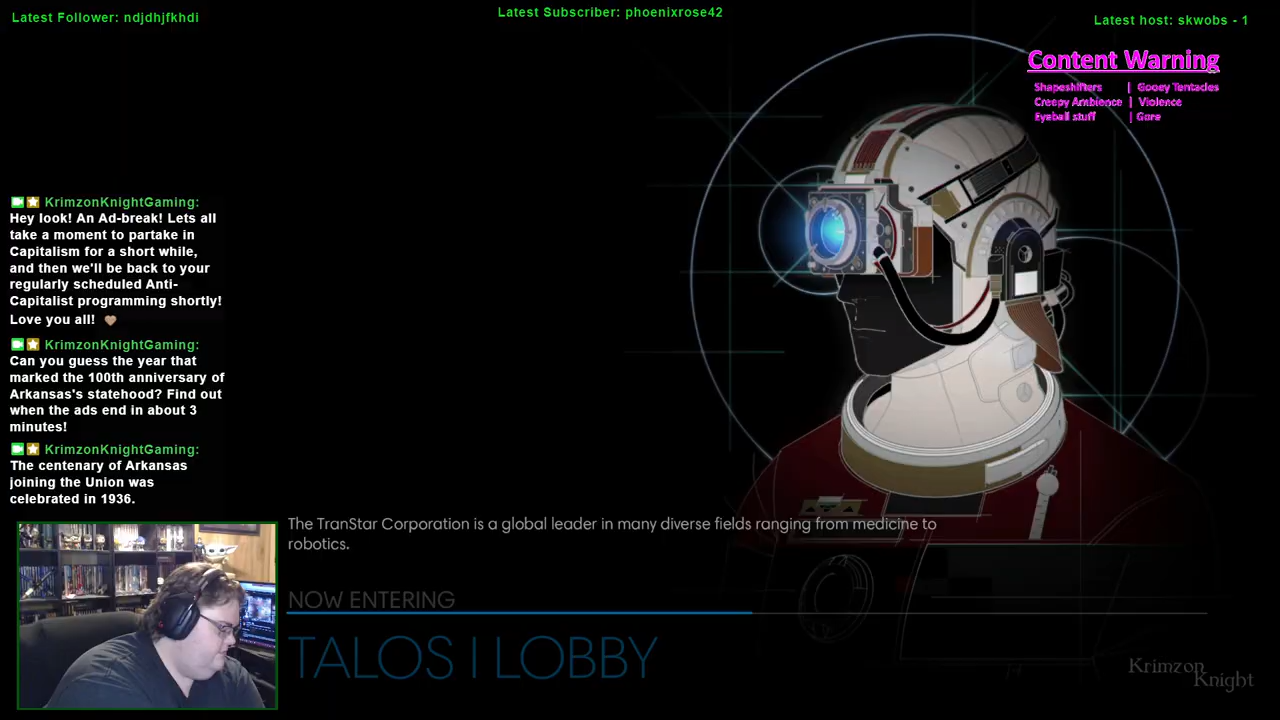 Latest Follower: ndjdhjfkhdi
Latest Subscriber: phoenixrose42
Latest host: skwobs - 1
Content Warning
Shapeshifters | Gooey Tentacles
Creepy Ambience | Violence
Eyeball stuff | Gore
KrimzonKnightGaming:
Hey look! An Ad-break! Lets all
take a moment to partake in
Capitalism for a short while,
and then we'll be back to your
regularly scheduled Anti-
Capitalist programming shortly!
Love you all!
KrimzonKnightGaming:
Can you guess the year that
marked the 100th anniversary of
Arkansas's statehood? Find out
when the ads end in about 3
minutes!
KrimzonKnightGaming:
The centenary of Arkansas
joining the Union was
celebrated in 1936.
The TranStar Corporation is a global leader in many diverse fields ranging from medicine to
robotics.
NOW ENTERING
TALOS I LOBBY
Krimzon
Knight